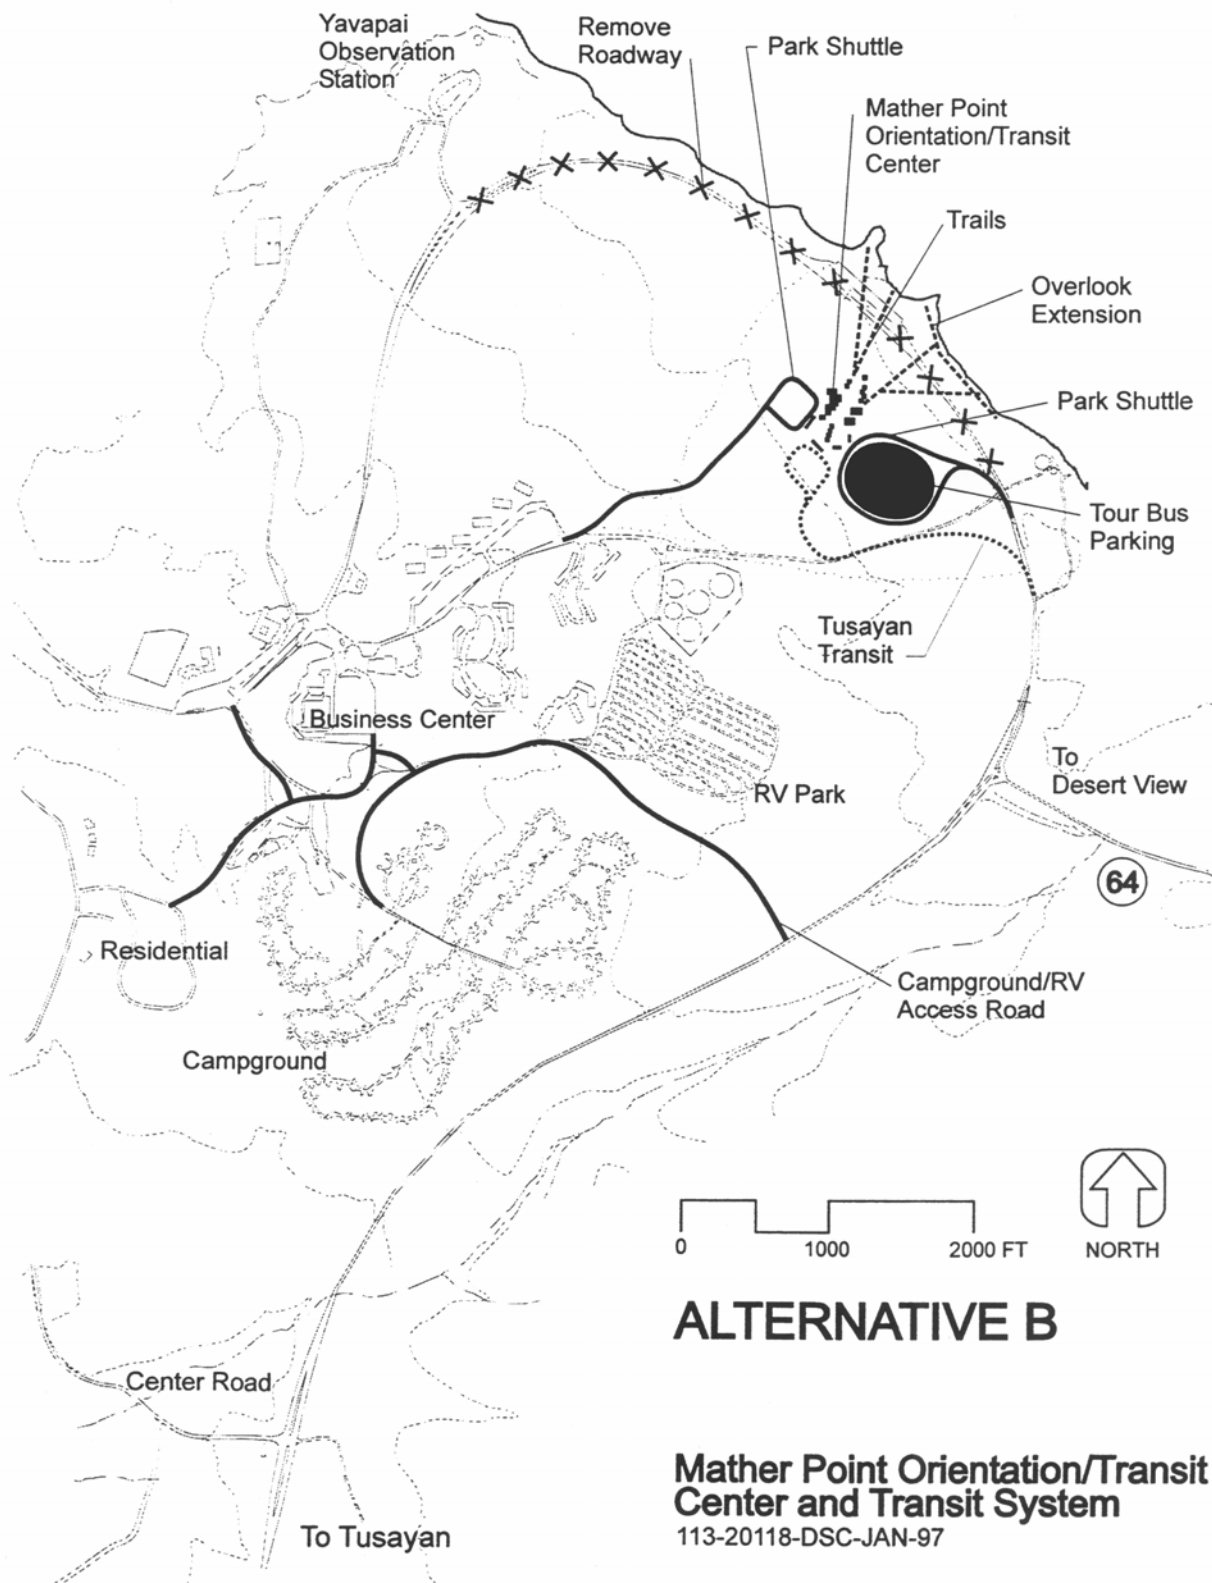 Yavapai
Observation
Station
Remove
Roadway
Park Shuttle
Mather Point
Orientation/Transit
Center
Trails
Overlook
Extension
Park Shuttle
Tour Bus
Parking
Tusayan
Transit
Business Center
To
Desert View
RV Park
64
Residential
Campground/RV
Access Road
Campground
0 1000 2000 FT
NORTH
ALTERNATIVE B
Center Road
Mather Point Orientation/Transit
Center and Transit System
113-20118-DSC-JAN-97
To Tusayan